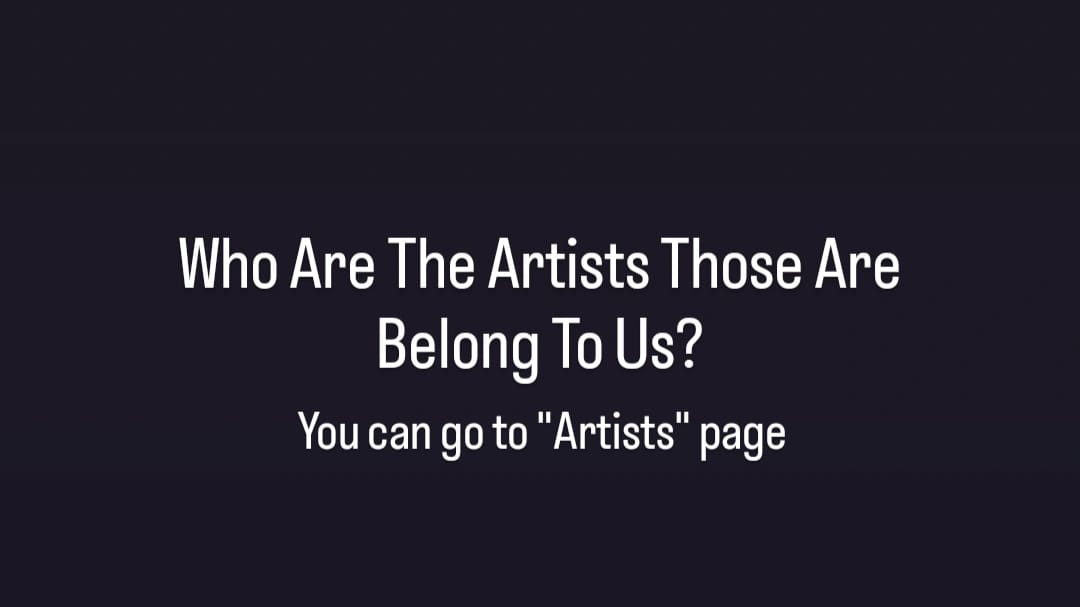 Who Are The Artists Those Are
Belong To Us?
You can go to "Artists" page